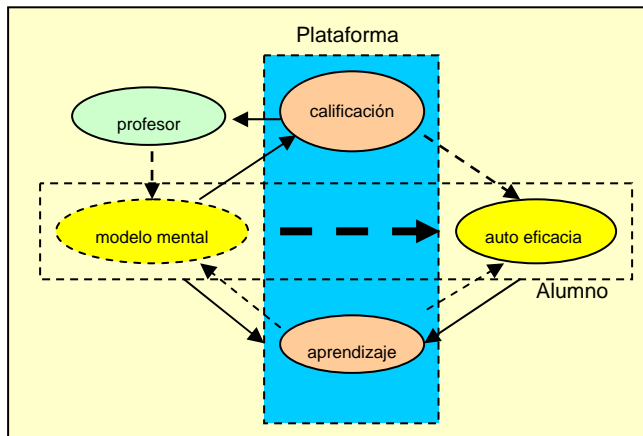 Plataforma
calificación
profesor
modelo mental
auto eficacia
Alumno
aprendizaje